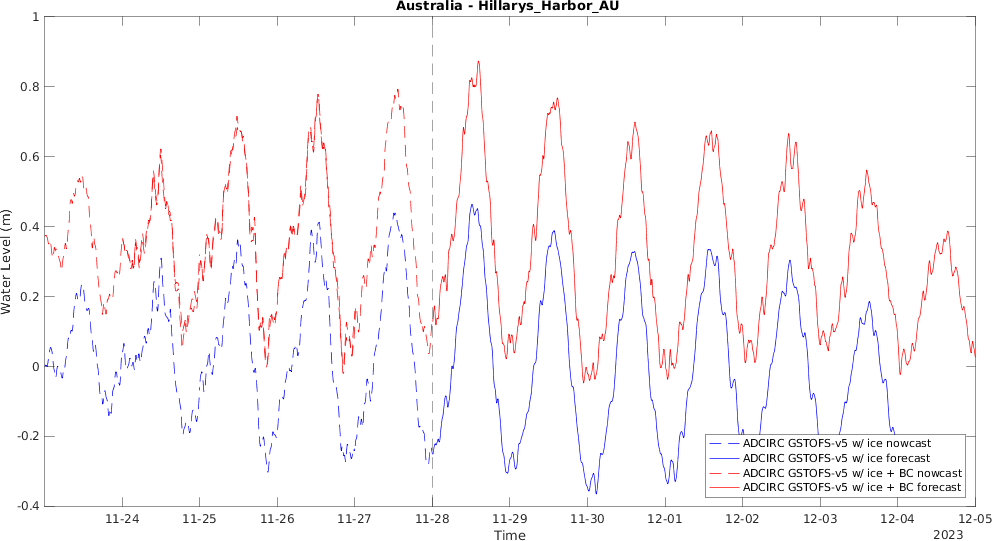 Australia - Hillarys_Harbor_AU
Water Level (m)
1
0.8
0.6
0.4
0.2
0
-0.2
-0.4
ADCIRC GSTOFS-v5 w/ ice nowcast
ADCIRC GSTOFS-v5 w/ ice forecast
ADCIRC GSTOFS-v5 w/ ice + BC nowcast
ADCIRC GSTOFS-v5 w/ ice + BC forecast
11-24 11-25 11-26 11-27 11-28 11-29 11-30 12-01 12-02 12-03 12-04 12-05
Time
2023